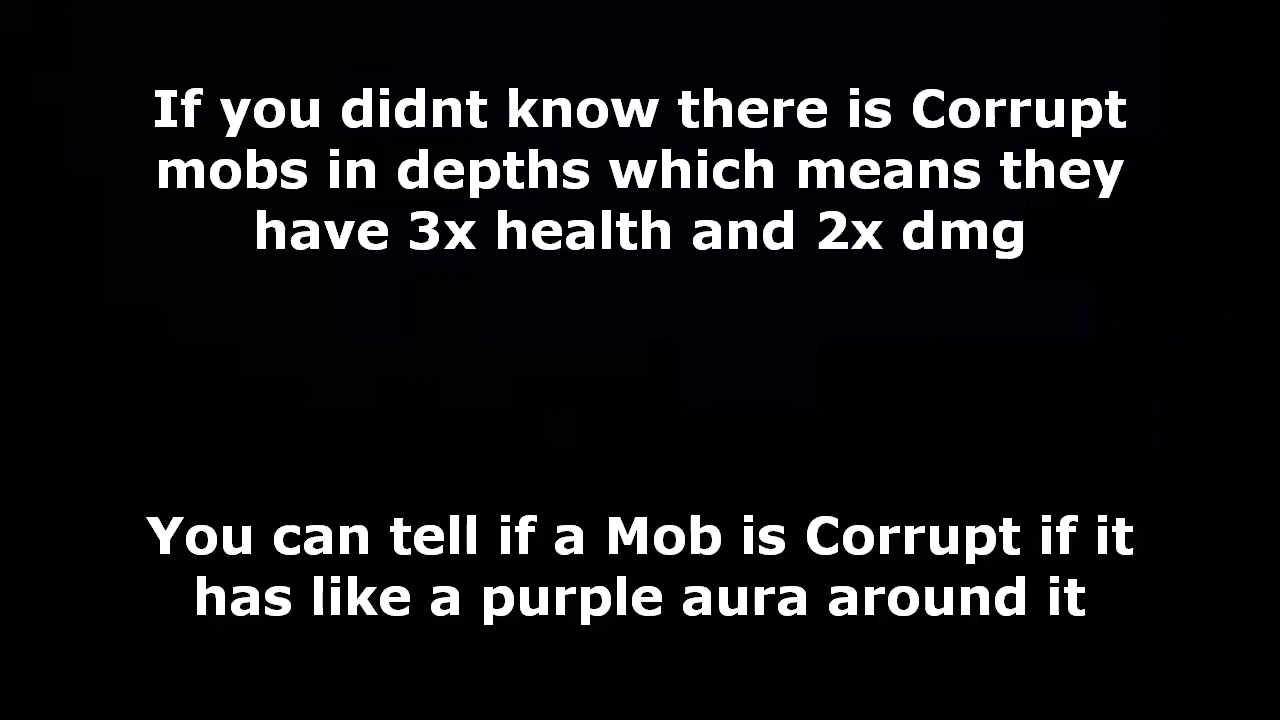 If you didnt know there is Corrupt
mobs in depths which means they
have 3x health and 2x dmg
You can tell if a Mob is Corrupt if it
has like a purple aura around it